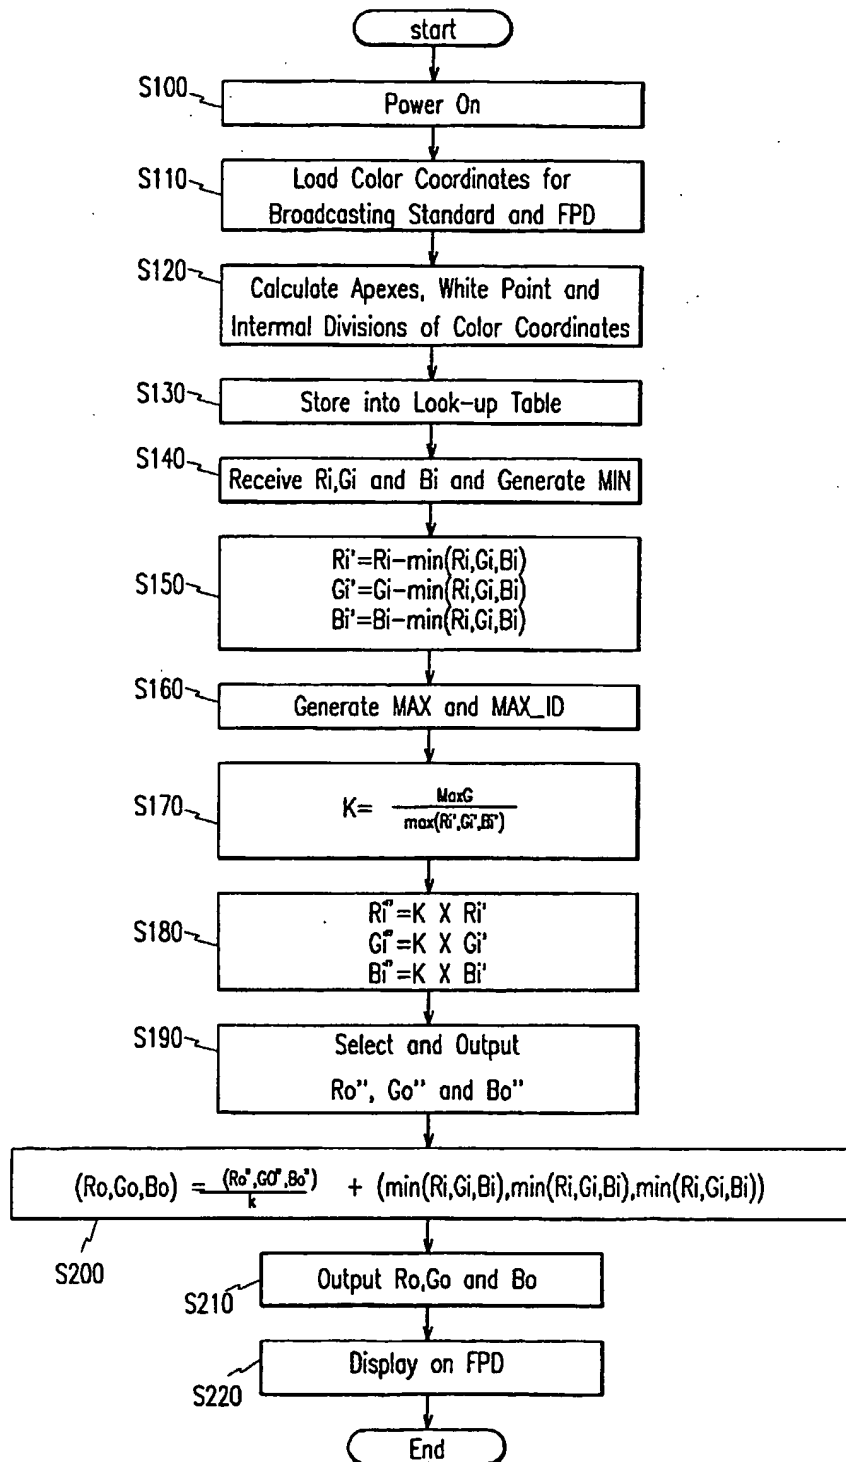 start
S100
Power On
S110
Load Color Coordinates for
Broadcasting Standard and FPD
S120
Calculate Apexes, White Point and
Internal Divisions of Color Coordinates
S130
Store into Look-up Table
S140
Receive Ri,Gi and Bi and Generate MIN
S150
Ri'=Ri-min(Ri,Gi,Bi)
Gi'=Gi-min(Ri,Gi,Bi)
Bi'=Bi-min(Ri,Gi,Bi)
S160
Generate MAX and MAX_ID
S170
K= MaxG / max(Ri',Gi',Bi')
S180
Ri"=K X Ri'
Gi"=K X Gi'
Bi"=K X Bi'
S190
Select and Output
Ro", Go" and Bo"
(Ro,Go,Bo) = (Ro",GO",Bo") / k + (min(Ri,Gi,Bi),min(Ri,Gi,Bi),min(Ri,Gi,Bi))
S200
S210
Output Ro,Go and Bo
S220
Display on FPD
End